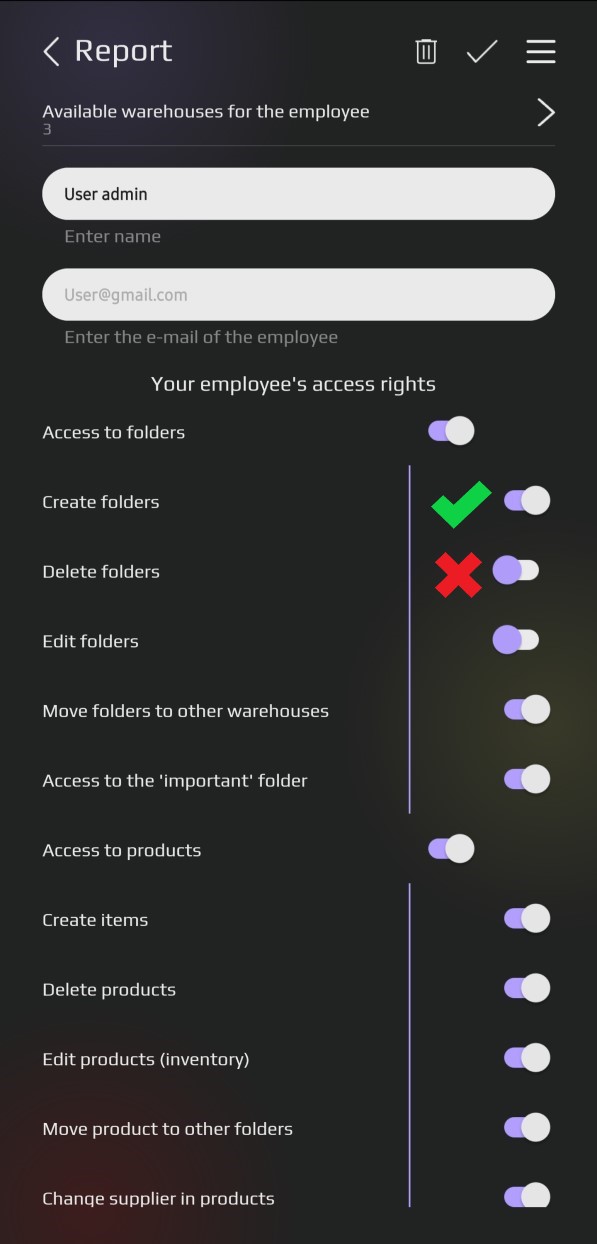 Report
Available warehouses for the employee
3
User admin
Enter name
User@gmail.com
Enter the e-mail of the employee
Your employee's access rights
Access to folders
Create folders
Delete folders
Edit folders
Move folders to other warehouses
Access to the 'important' folder
Access to products
Create items
Delete products
Edit products (inventory)
Move product to other folders
Change supplier in products